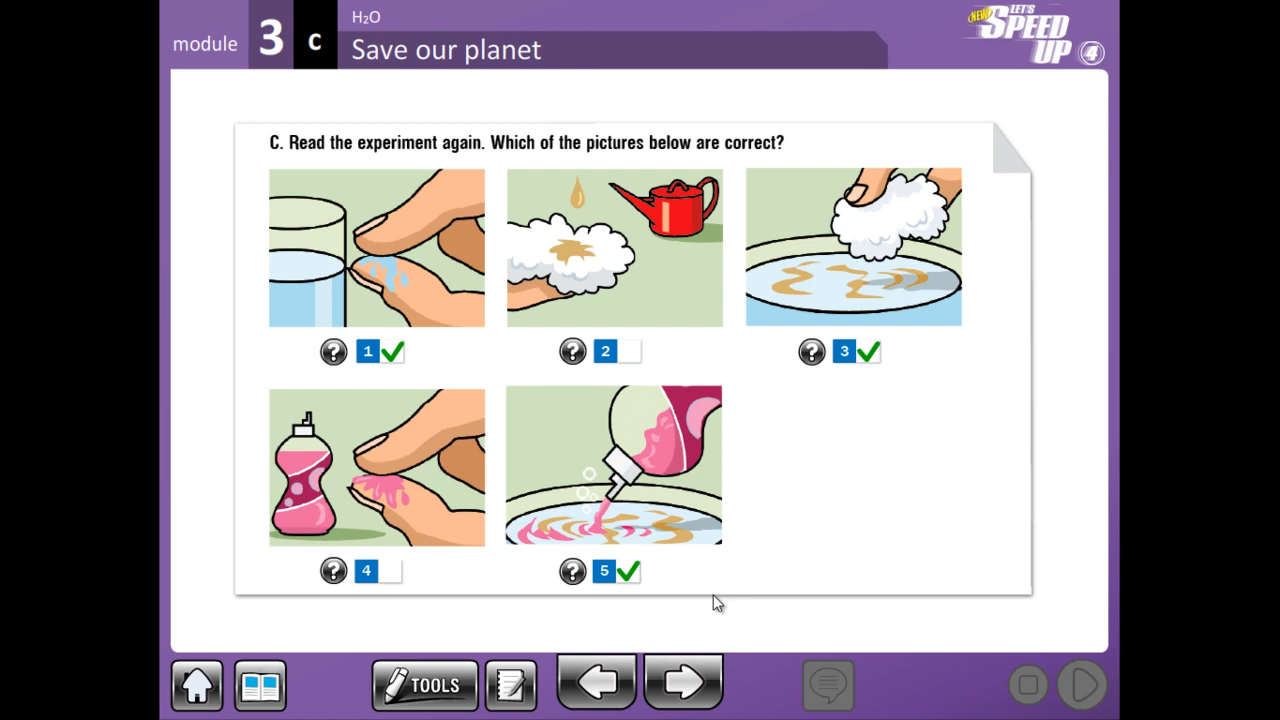 H₂O
module 3 c
Save our planet
NEW LET'S
SPEED
UP 4
C. Read the experiment again. Which of the pictures below are correct?
? 1
? 2
? 3
? 4
? 5
TOOLS